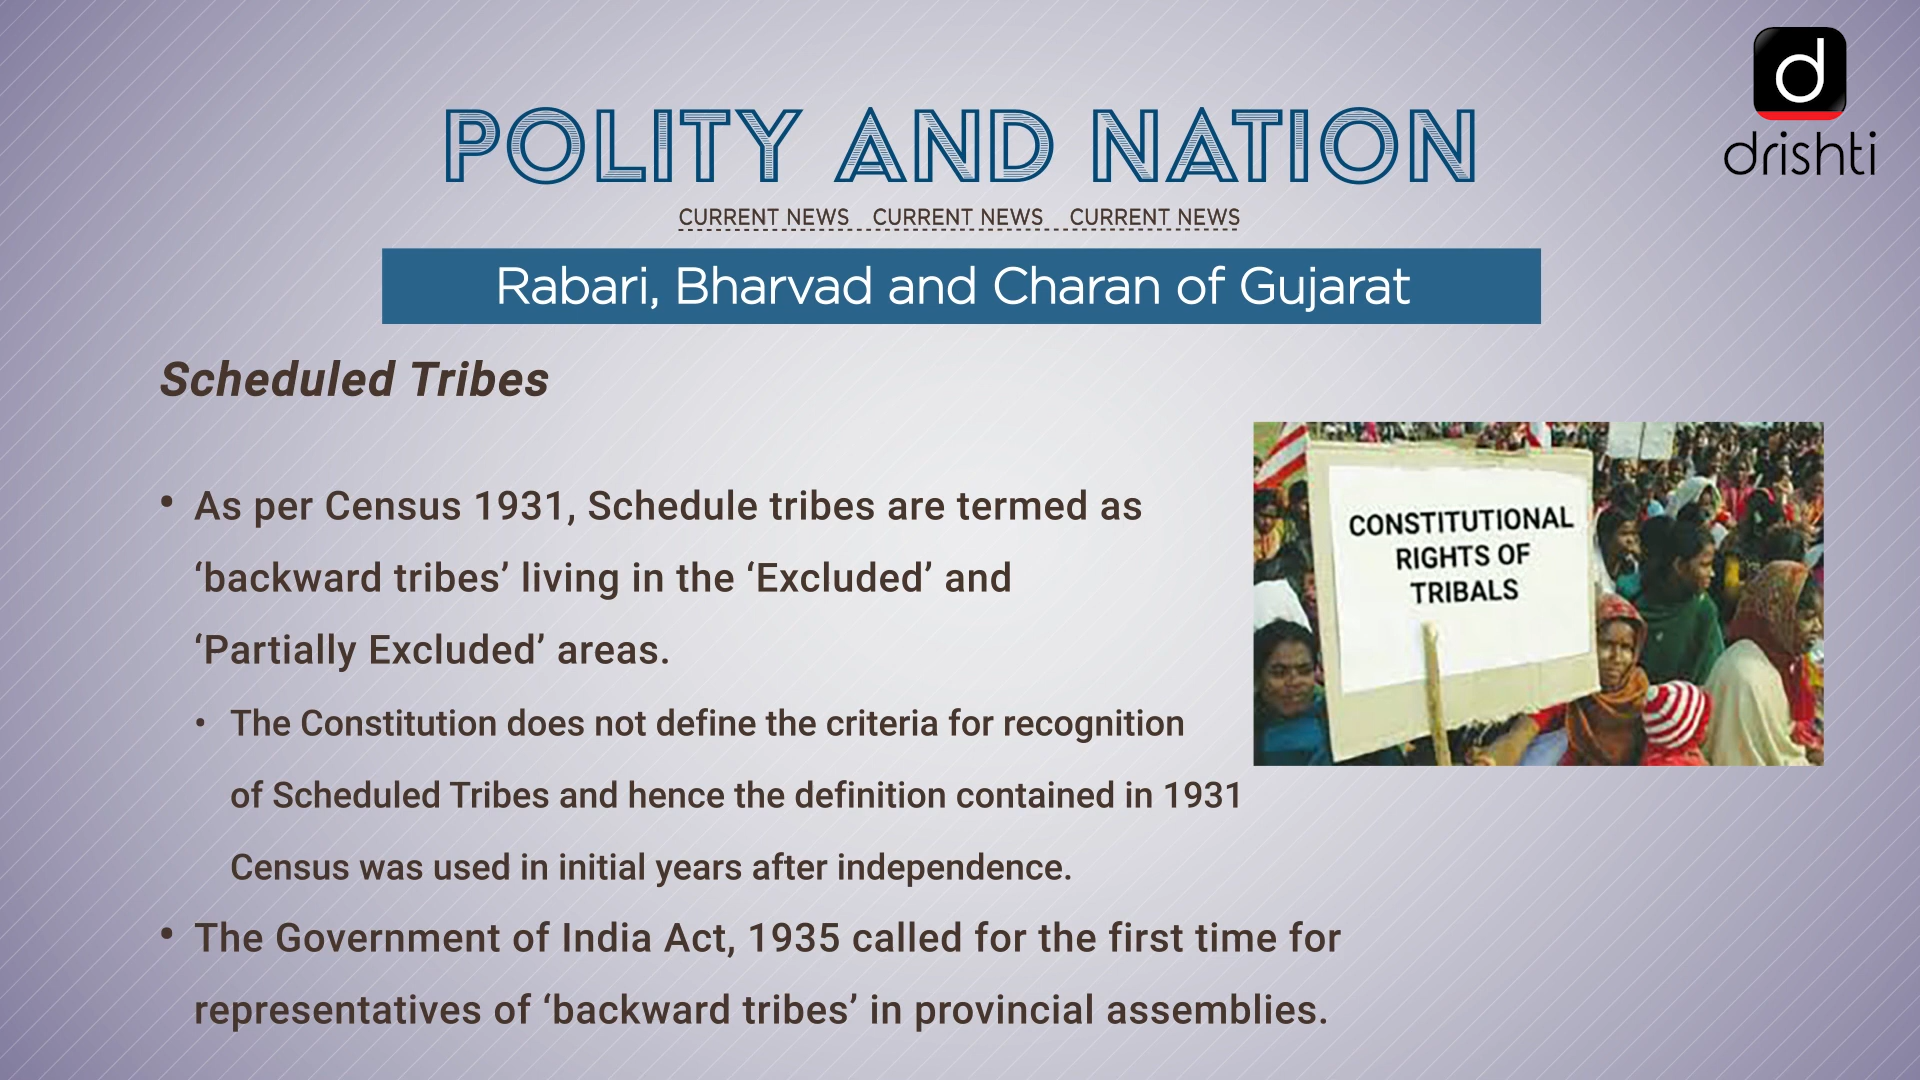 d
drishti
POLITY AND NATION
CURRENT NEWS CURRENT NEWS CURRENT NEWS
Rabari, Bharvad and Charan of Gujarat
Scheduled Tribes
• As per Census 1931, Schedule tribes are termed as
‘backward tribes’ living in the ‘Excluded’ and
‘Partially Excluded’ areas.
• The Constitution does not define the criteria for recognition
of Scheduled Tribes and hence the definition contained in 1931
Census was used in initial years after independence.
• The Government of India Act, 1935 called for the first time for
representatives of ‘backward tribes’ in provincial assemblies.
CONSTITUTIONAL
RIGHTS OF
TRIBALS